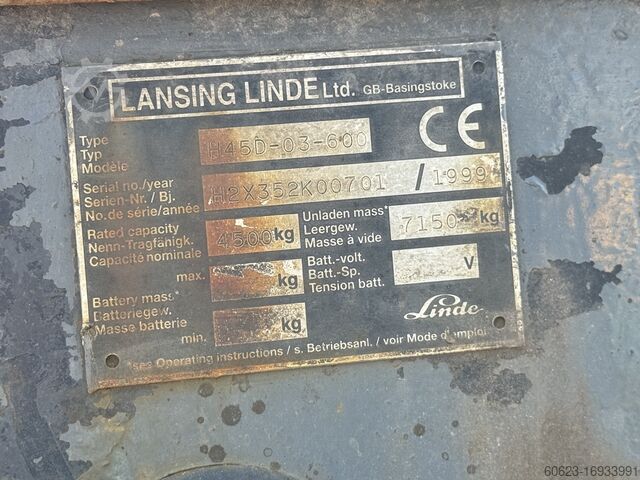 LANSING LINDE Ltd. GB-Basingstoke
CE
Type
Typ
Modèle
H45D-03-600
Serial no./year
Serien-Nr. / Bj.
No. de série/année
H2X352K00701 / 1999
Rated capacity
Nenn-Tragfähigk.
Capacité nominale
4500 kg
Unladen mass*
Leergew.
Masse à vide
7150 kg
max. kg
Batt.-volt.
Batt.-Sp.
Tension batt.
V
Battery mass*
Batteriegew.
Masse batterie
min. kg
Linde
Operating instructions / s. Betriebsanl. / voir Mode d'emploi
60623-16933991